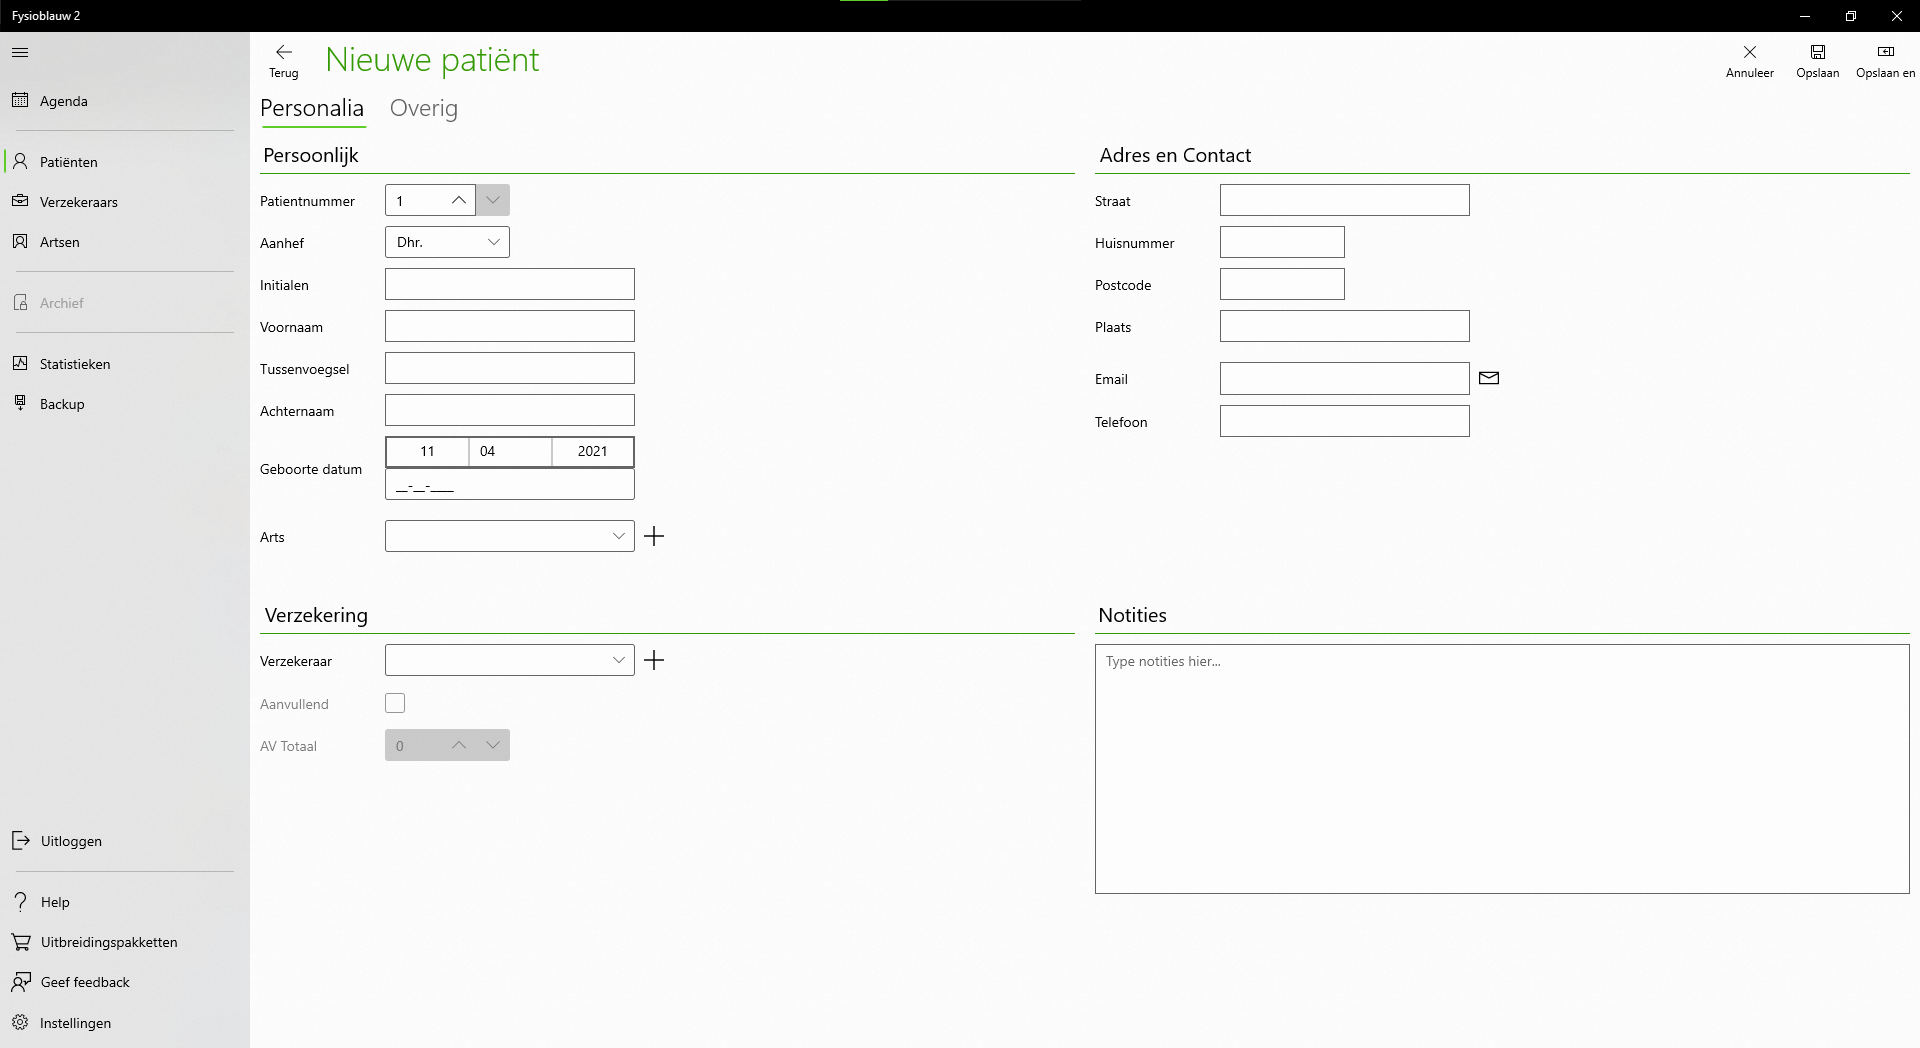 Fysioblauw 2
Agenda
Patiënten
Verzekeraars
Artsen
Archief
Statistieken
Backup
Uitloggen
Help
Uitbreidingspakketten
Geef feedback
Instellingen
Terug
Nieuwe patiënt
Annuleer
Opslaan
Opslaan en
Personalia
Overig
Persoonlijk
Patientnummer 1
Aanhef Dhr.
Initialen
Voornaam
Tussenvoegsel
Achternaam
Geboorte datum
11 04 2021
__-__-____
Arts
Adres en Contact
Straat
Huisnummer
Postcode
Plaats
Email
Telefoon
Verzekering
Verzekeraar
Aanvullend
AV Totaal 0
Notities
Type notities hier...